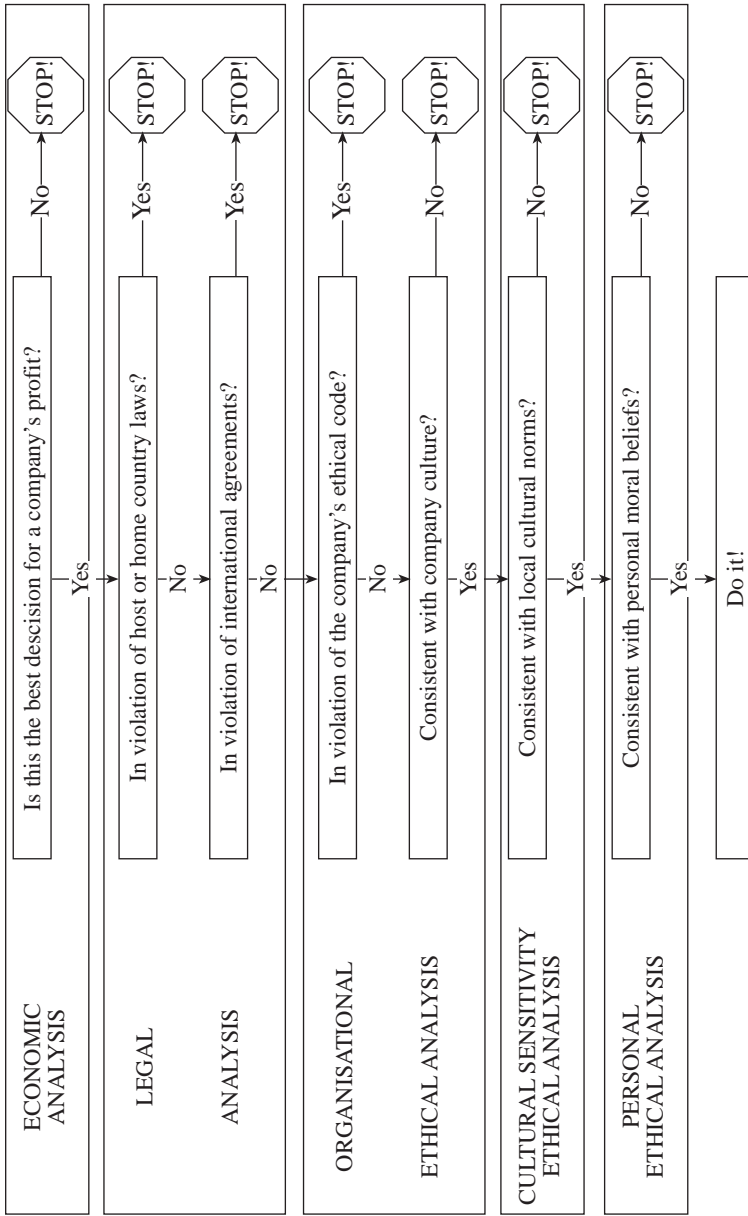 ECONOMIC
ANALYSIS
Is this the best descision for a company's profit?
No
STOP!
Yes
LEGAL
In violation of host or home country laws?
Yes
STOP!
No
ANALYSIS
In violation of international agreements?
Yes
STOP!
No
ORGANISATIONAL
In violation of the company's ethical code?
Yes
STOP!
No
ETHICAL ANALYSIS
Consistent with company culture?
No
STOP!
Yes
CULTURAL SENSITIVITY
ETHICAL ANALYSIS
Consistent with local cultural norms?
No
STOP!
Yes
PERSONAL
ETHICAL ANALYSIS
Consistent with personal moral beliefs?
No
STOP!
Yes
Do it!